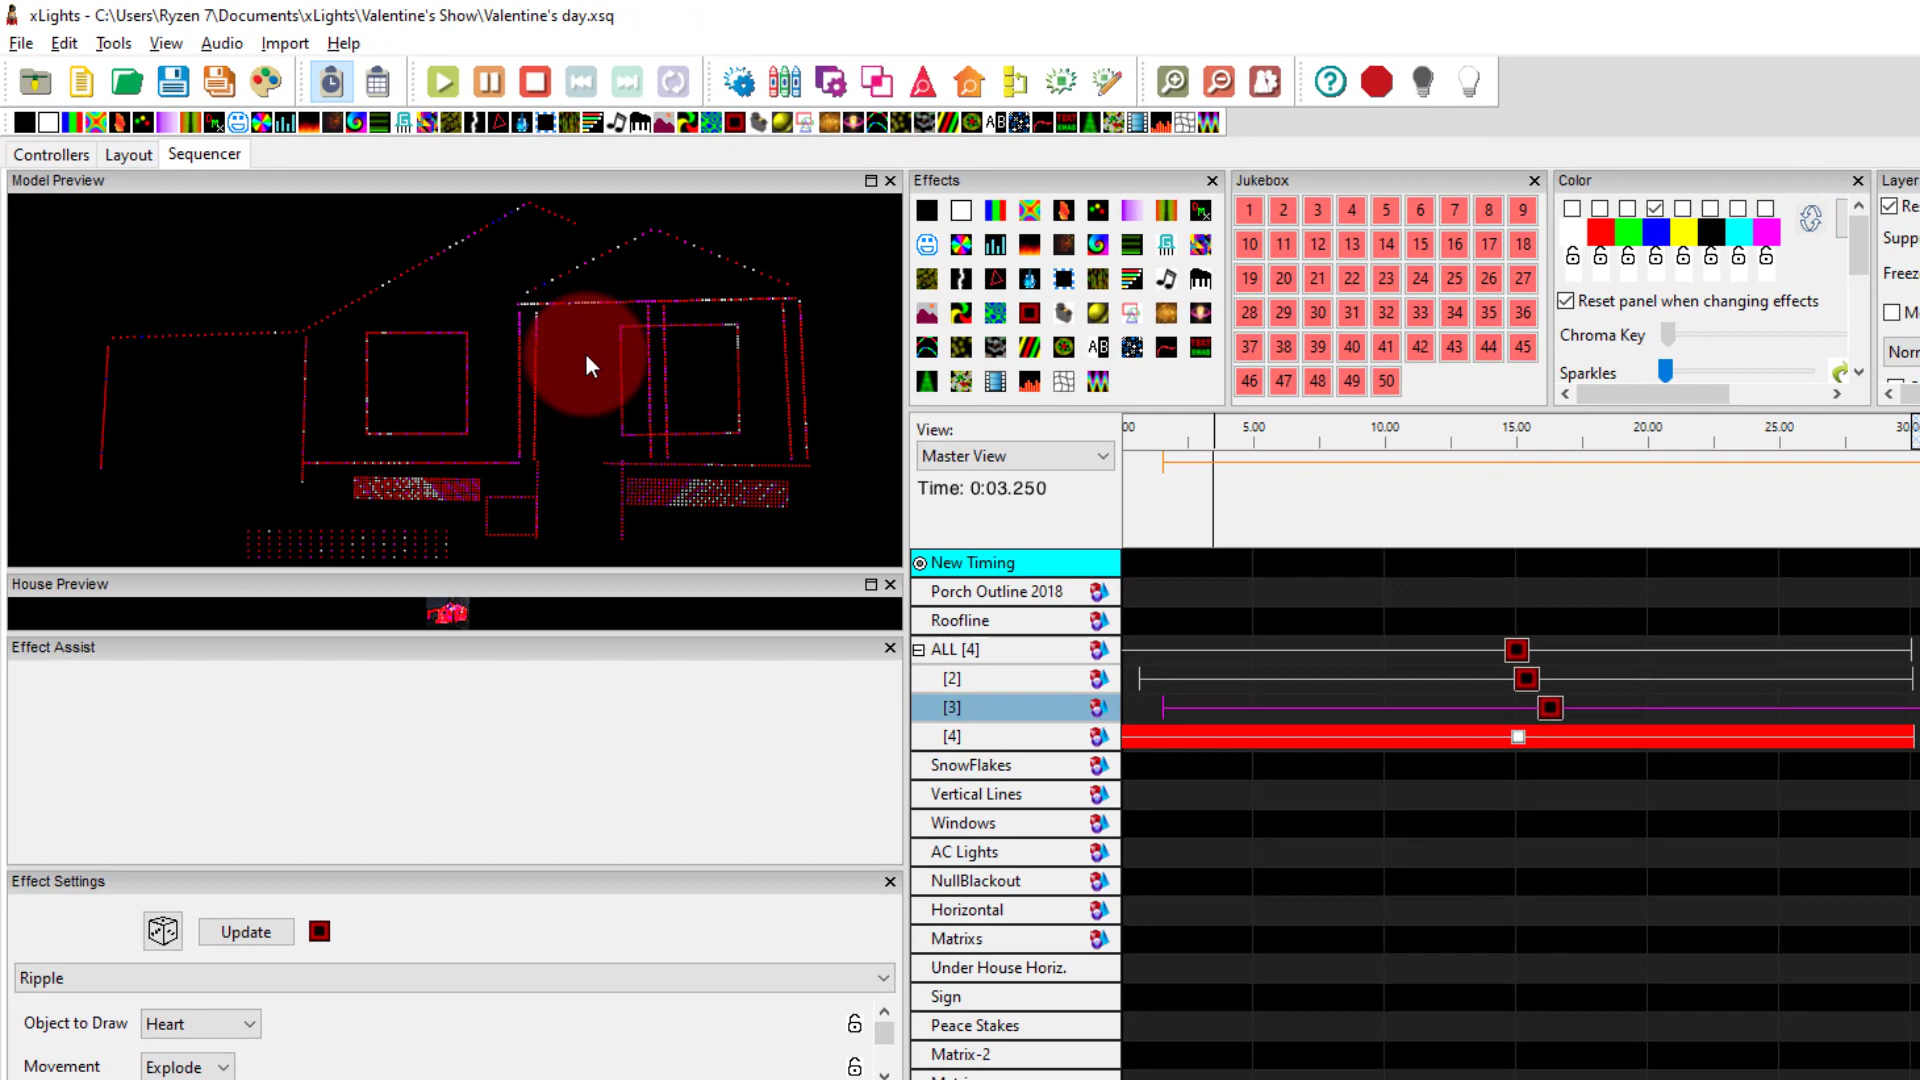 xLights - C:\Users\Ryzen 7\Documents\xLights\Valentine's Show\Valentine's day.xsq
File Edit Tools View Audio Import Help
Controllers Layout Sequencer
Model Preview
Effects
Jukebox
Color
Layer
1 2 3 4 5 6 7 8 9
10 11 12 13 14 15 16 17 18
19 20 21 22 23 24 25 26 27
28 29 30 31 32 33 34 35 36
37 38 39 40 41 42 43 44 45
46 47 48 49 50
Reset panel when changing effects
Chroma Key
Sparkles
Re
Supp
Freez
M
Norr
View:
Master View
Time: 0:03.250
00 5.00 10.00 15.00 20.00 25.00 30.0
New Timing
Porch Outline 2018
Roofline
ALL [4]
[2]
[3]
[4]
SnowFlakes
Vertical Lines
Windows
AC Lights
NullBlackout
Horizontal
Matrixs
Under House Horiz.
Sign
Peace Stakes
Matrix-2
House Preview
Effect Assist
Effect Settings
Update
Ripple
Object to Draw Heart
Movement Explode